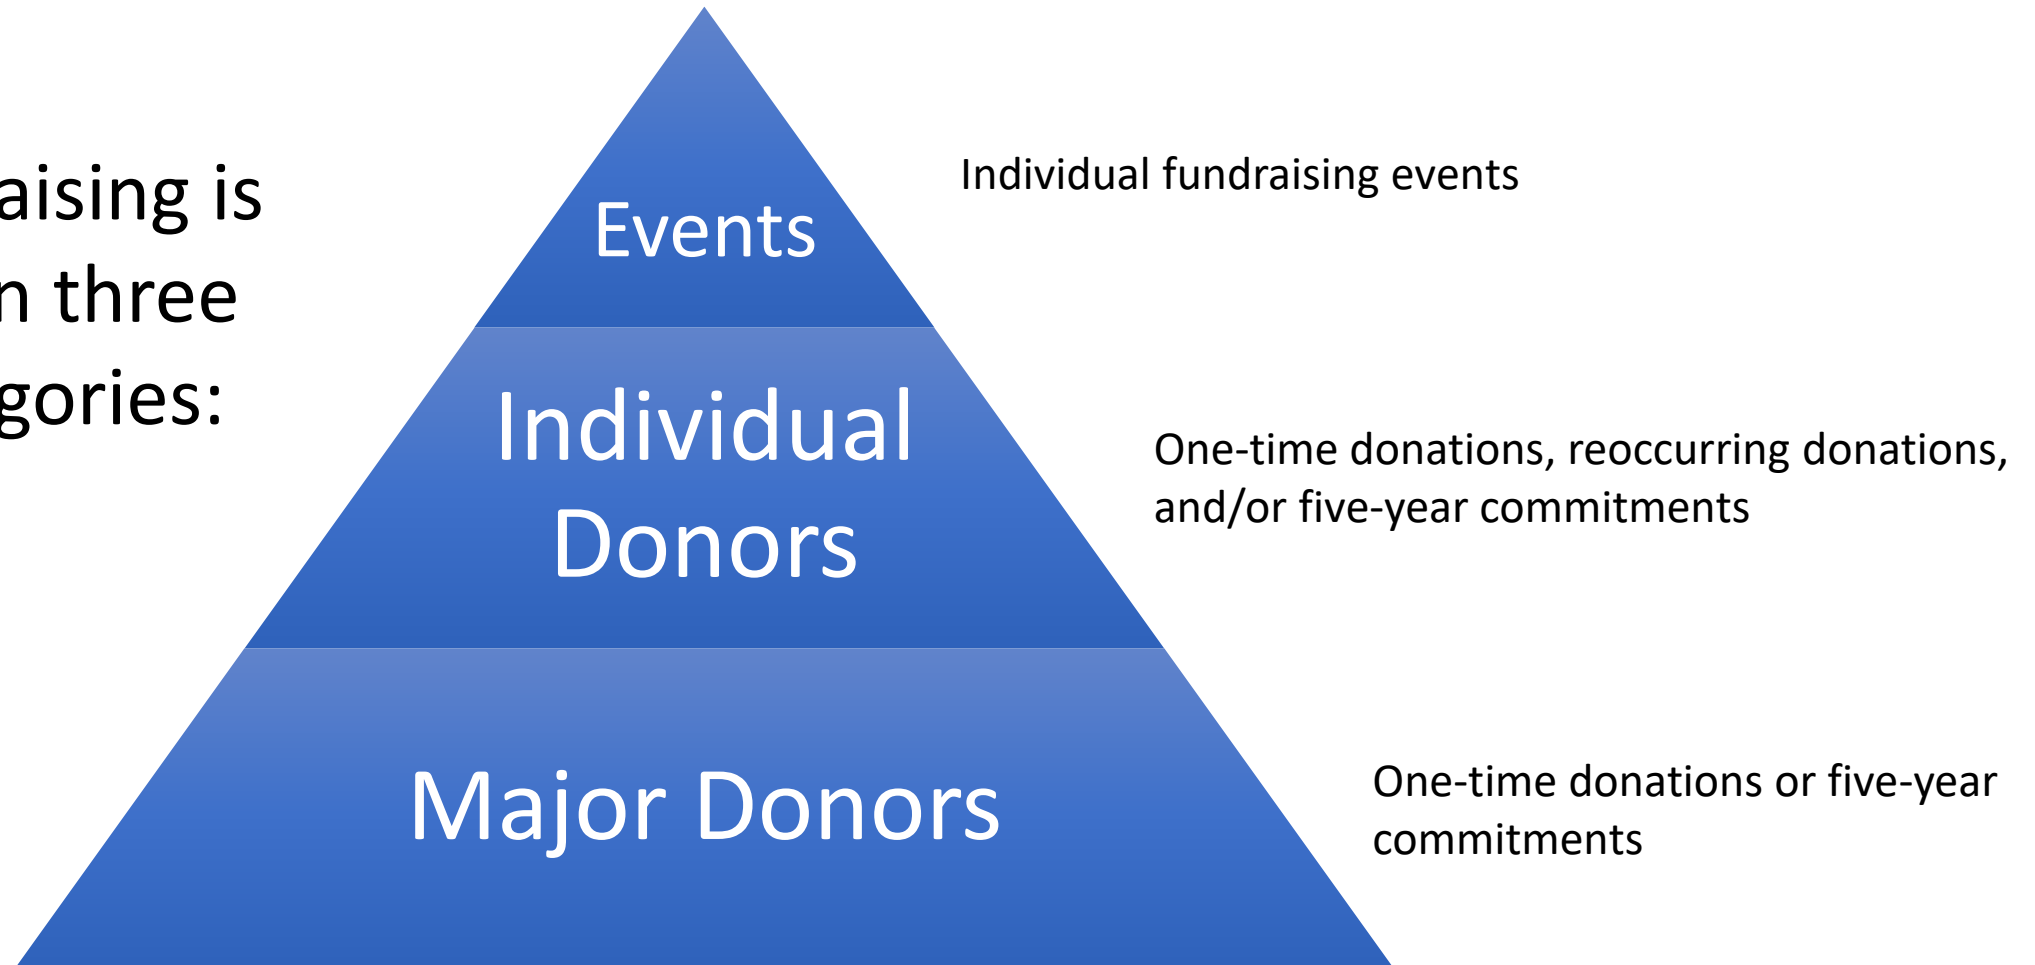 aising is
n three
gories:
Events
Individual fundraising events
Individual
Donors
One-time donations, reoccurring donations,
and/or five-year commitments
Major Donors
One-time donations or five-year
commitments